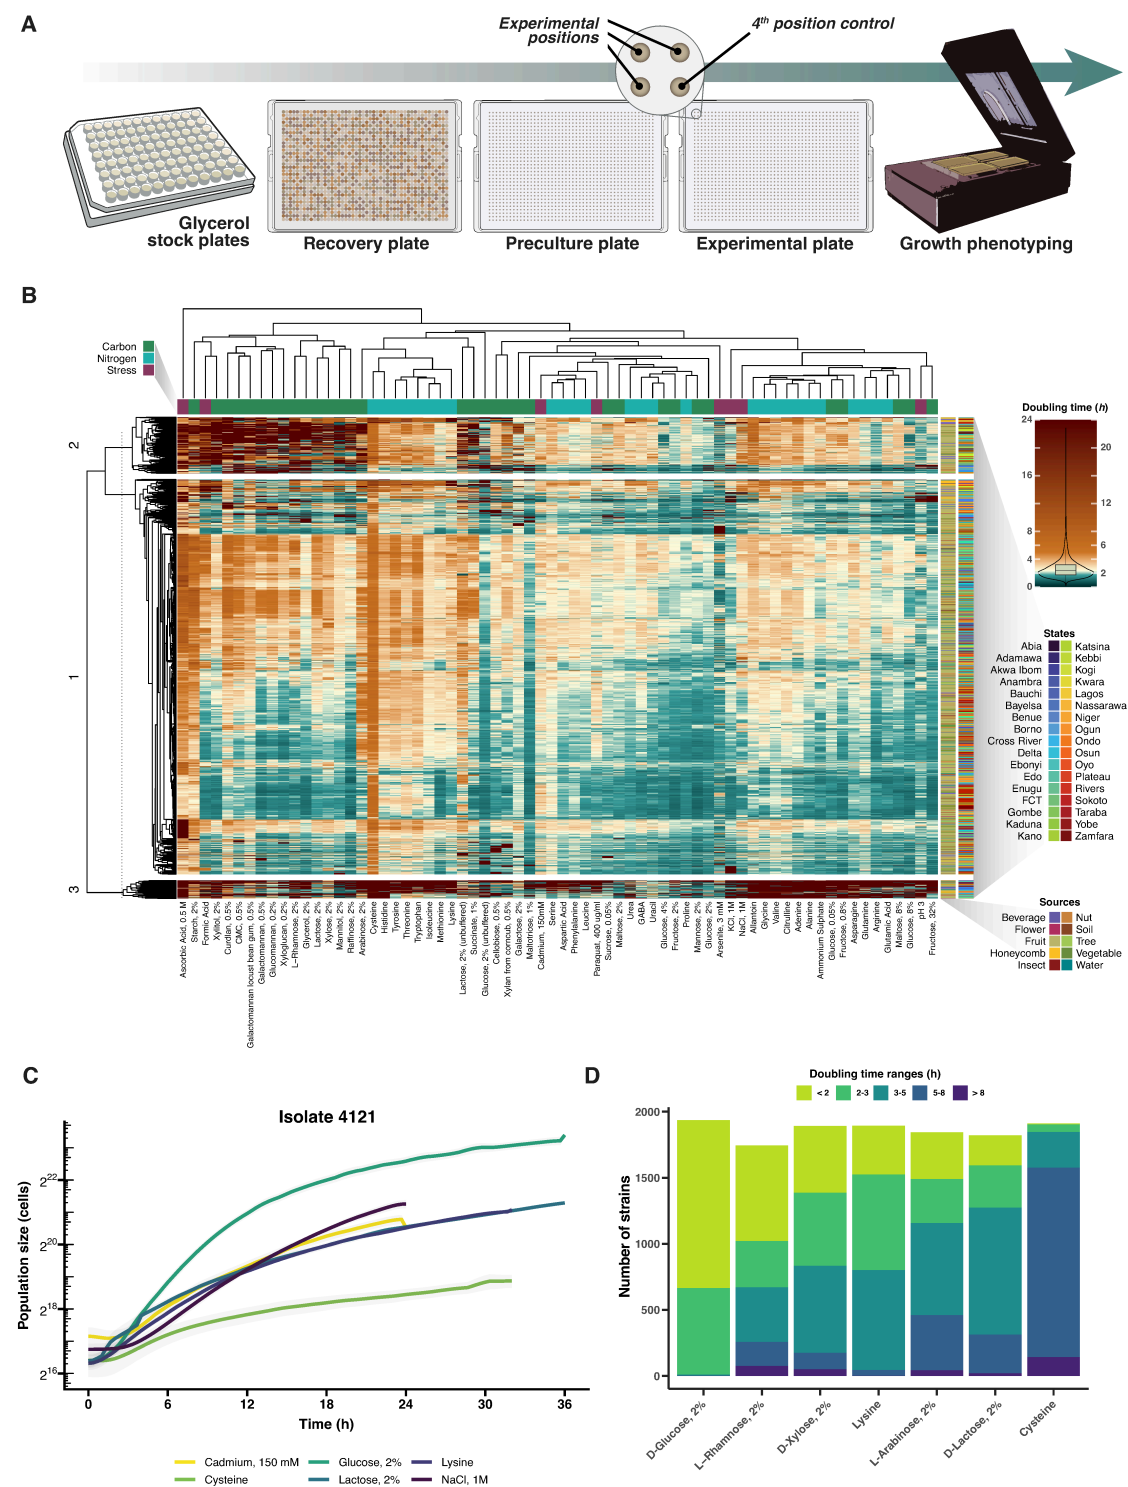 A
Experimental
positions
4th position control
Glycerol
stock plates
Recovery plate
Preculture plate
Experimental plate
Growth phenotyping
B
Carbon
Nitrogen
Stress
2
1
3
Doubling time (h)
24
16
8
0
20
12
6
4
2
States
Abia
Katsina
Adamawa
Kebbi
Akwa Ibom
Kogi
Anambra
Kwara
Bauchi
Lagos
Bayelsa
Nassarawa
Benue
Niger
Borno
Ogun
Cross River
Ondo
Delta
Osun
Ebonyi
Oyo
Edo
Plateau
Enugu
Rivers
FCT
Sokoto
Gombe
Taraba
Kaduna
Yobe
Kano
Zamfara
Sources
Beverage
Nut
Flower
Soil
Fruit
Tree
Honeycomb
Vegetable
Insect
Water
Ascorbic Acid, 0.5 M
Starch, 2%
Formic Acid
Xylitol, 2%
Curdlan, 0.5%
CMC, 0.5%
Galactomannan locust bean gum, 0.5%
Galactomannan, 0.5%
Glucomannan, 0.2%
Xyloglucan, 0.2%
L-Rhamnose, 2%
Glycerol, 2%
Lactose, 2%
Xylose, 2%
Mannitol, 2%
Raffinose, 2%
Arabinose, 2%
Cysteine
Histidine
Tyrosine
Threonine
Tryptophan
Isoleucine
Methionine
Lysine
Lactose, 2% (unbuffered)
Succinate, 1%
Glucose, 2% (unbuffered)
Cellobiose, 0.5%
Xylan from corncub, 0.5%
Galactose, 2%
Maltotriose, 1%
Cadmium, 150mM
Serine
Aspartic Acid
Phenylalanine
Leucine
Paraquat, 400 ug/ml
Sucrose, 0.05%
Maltose, 2%
Urea
GABA
Uracil
Glucose, 4%
Fructose, 2%
Proline
Mannose, 2%
Glucose, 2%
Arsenite, 3 mM
KCl, 1M
NaCl, 1M
Allantoin
Glycine
Valine
Citrulline
Adenine
Alanine
Ammonium Sulphate
Glucose, 0.05%
Fructose, 0.8%
Asparagine
Glutamine
Arginine
Glutamic Acid
Maltose, 8%
Glucose, 8%
pH 3
Fructose, 32%
C
Isolate 4121
Population size (cells)
2^22
2^20
2^18
2^16
0
6
12
18
24
30
36
Time (h)
Cadmium, 150 mM
Glucose, 2%
Lysine
Cysteine
Lactose, 2%
NaCl, 1M
D
Doubling time ranges (h)
< 2
2-3
3-5
5-8
> 8
Number of strains
2000
1500
1000
500
0
D-Glucose, 2%
L-Rhamnose, 2%
D-Xylose, 2%
Lysine
L-Arabinose, 2%
D-Lactose, 2%
Cysteine